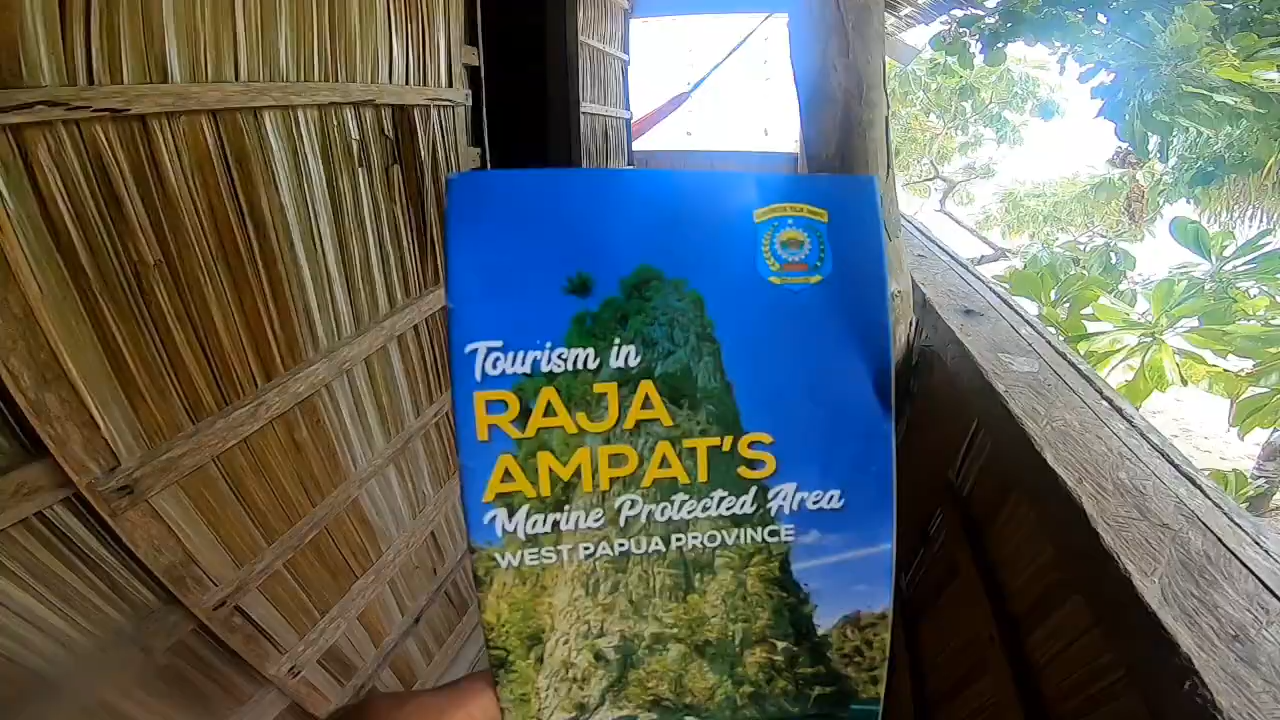 Tourism in
RAJA
AMPAT'S
Marine Protected Area
WEST PAPUA PROVINCE